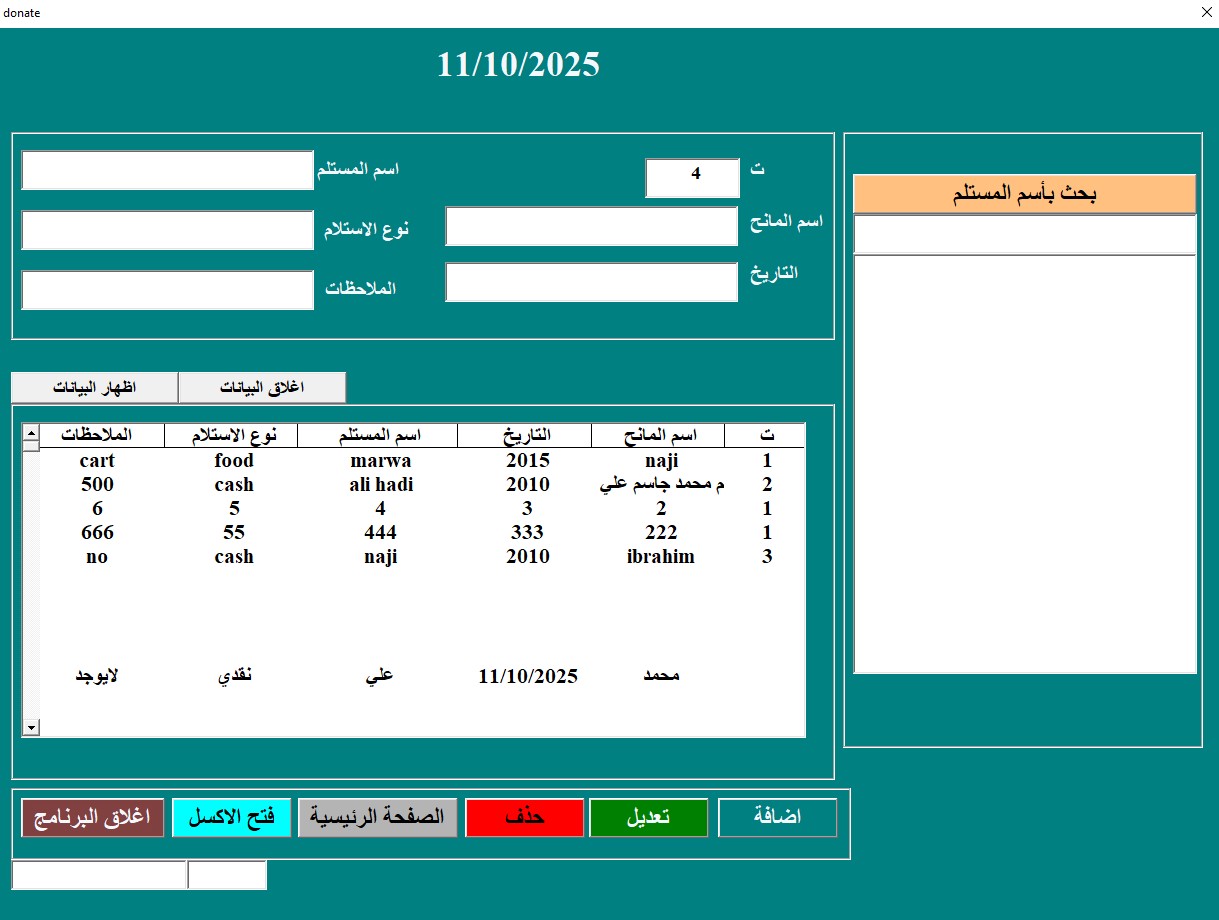 donate
11/10/2025
ت 4
اسم المستلم
اسم المانح
نوع الاستلام
التاريخ
الملاحظات
بحث بأسم المستلم
اغلاق البيانات اظهار البيانات
ت اسم المانح التاريخ اسم المستلم نوع الاستلام الملاحظات
1 naji 2015 marwa food cart
2 م محمد جاسم علي 2010 ali hadi cash 500
1 2 3 4 5 6
1 222 333 444 55 666
3 ibrahim 2010 naji cash no
محمد 11/10/2025 علي نقدي لايوجد
اضافة تعديل حذف الصفحة الرئيسية فتح الاكسل اغلاق البرنامج